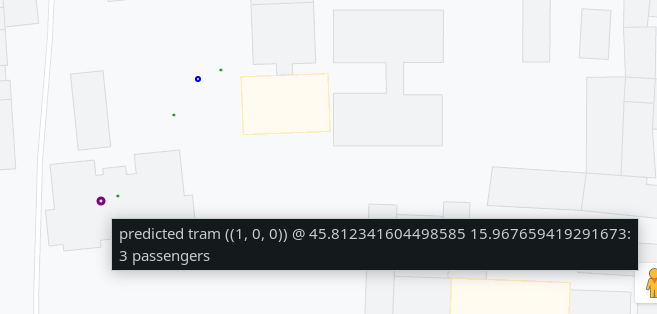 predicted tram ((1, 0, 0)) @ 45.812341604498585 15.967659419291673:
3 passengers